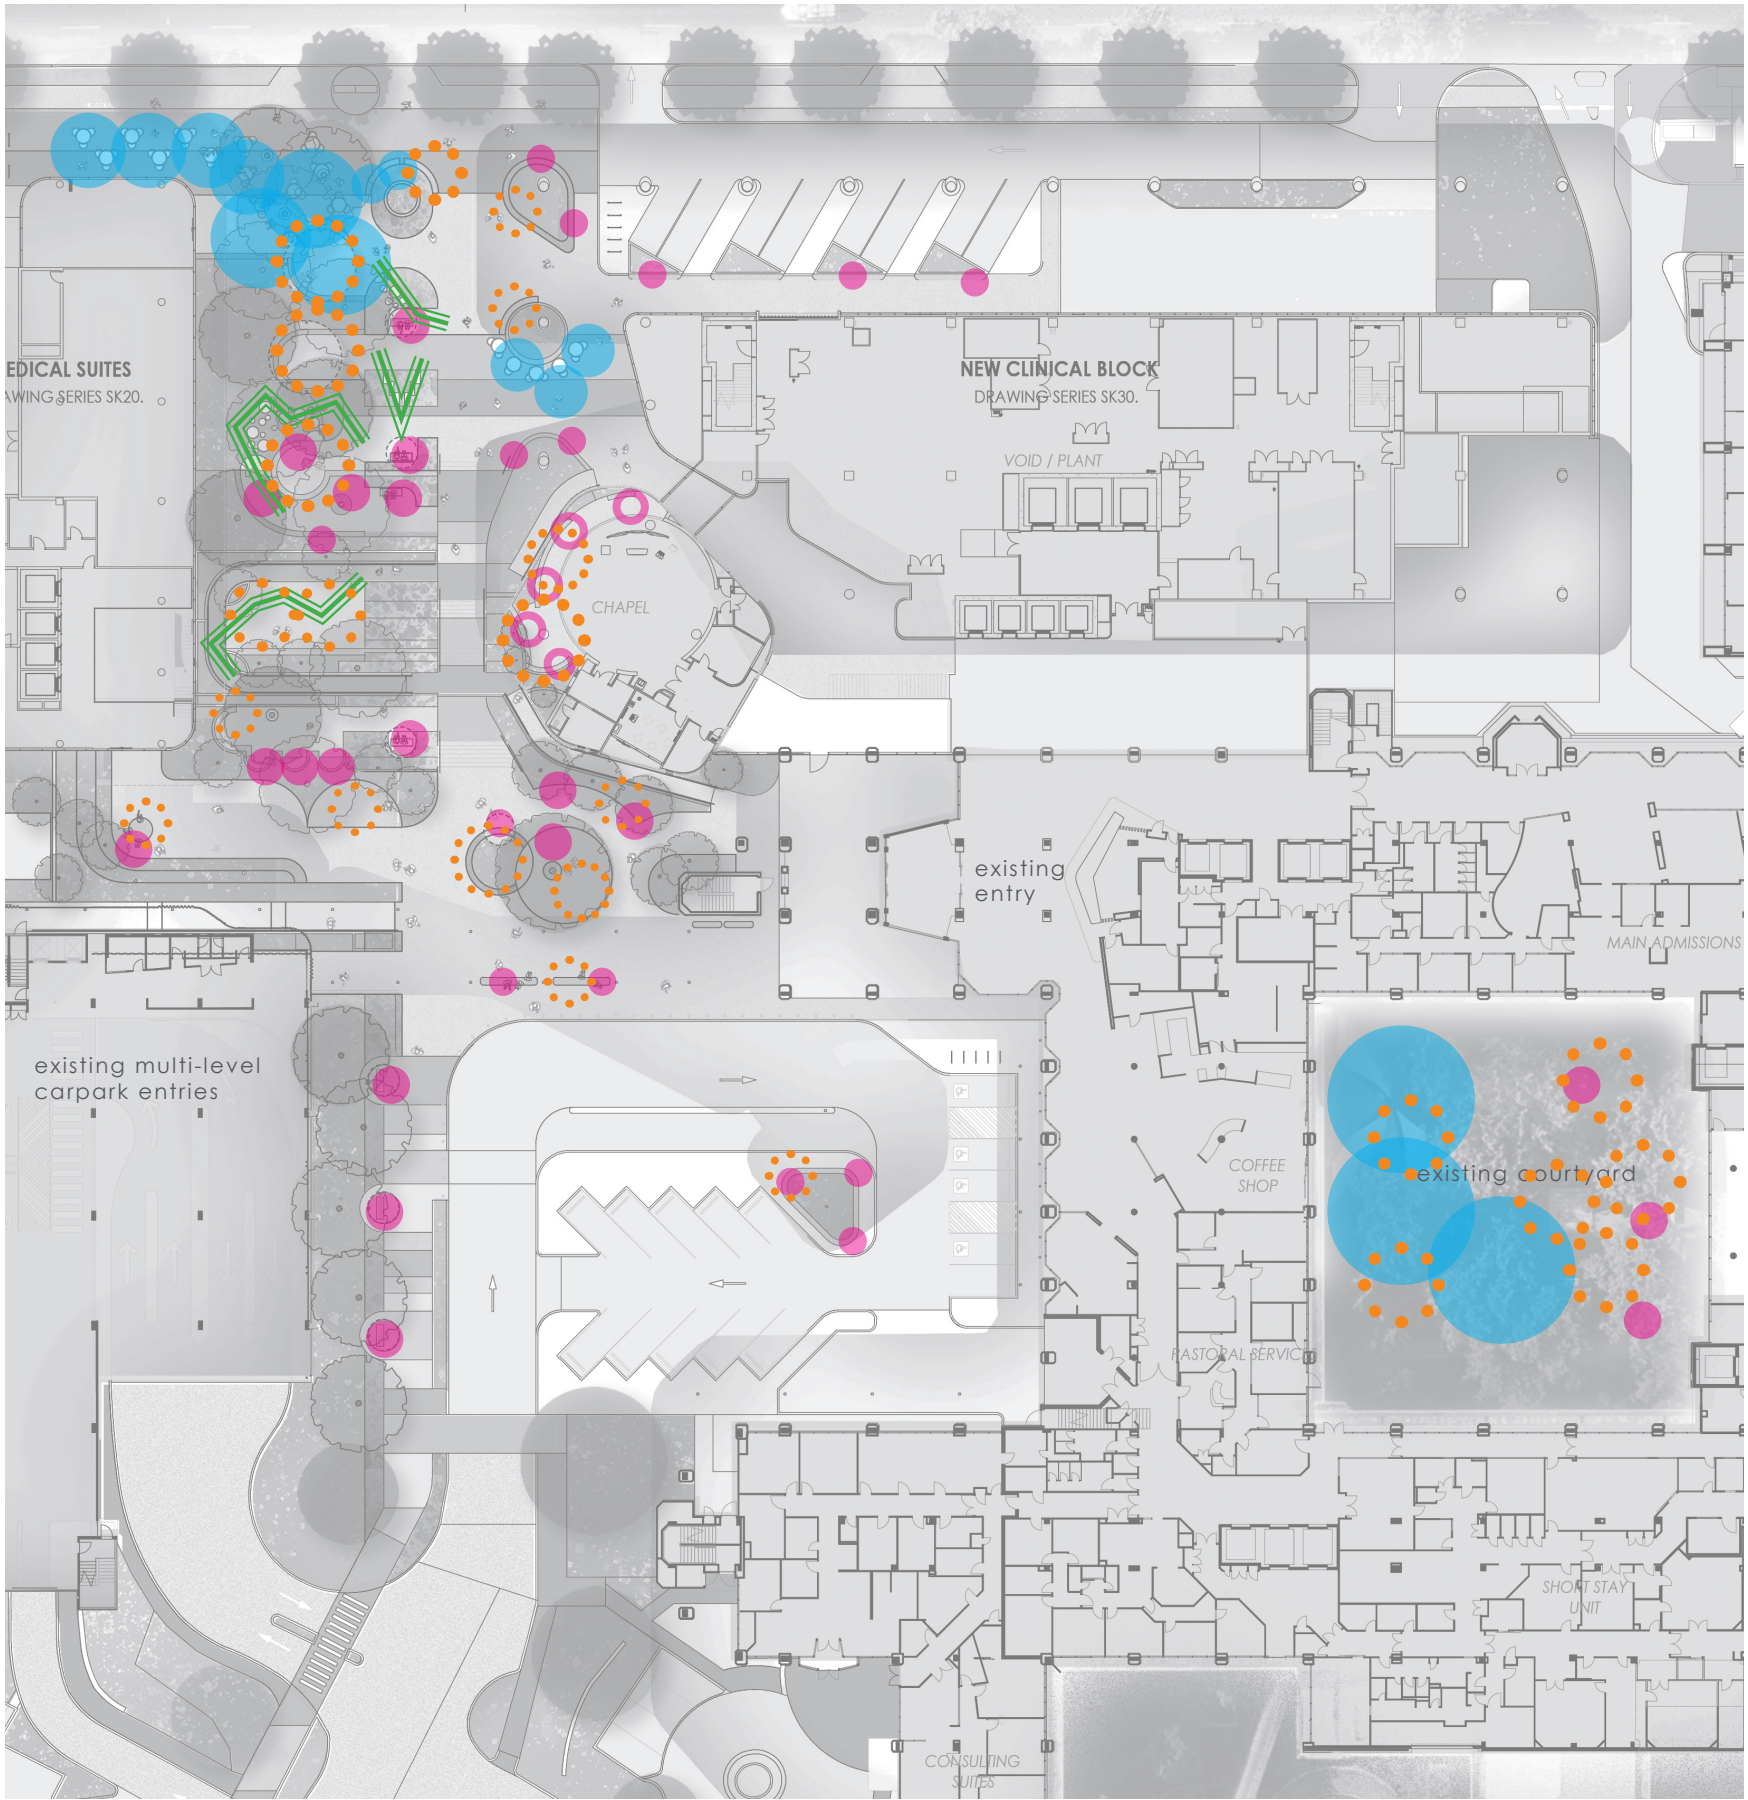 EDICAL SUITES
AWING SERIES SK20.
NEW CLINICAL BLOCK
DRAWING SERIES SK30.
VOID / PLANT
CHAPEL
existing
entry
MAIN ADMISSIONS
existing multi-level
carpark entries
COFFEE
SHOP
existing courtyard
PASTORAL SERVICES
SHORT STAY
UNIT
CONSULTING
SUITES